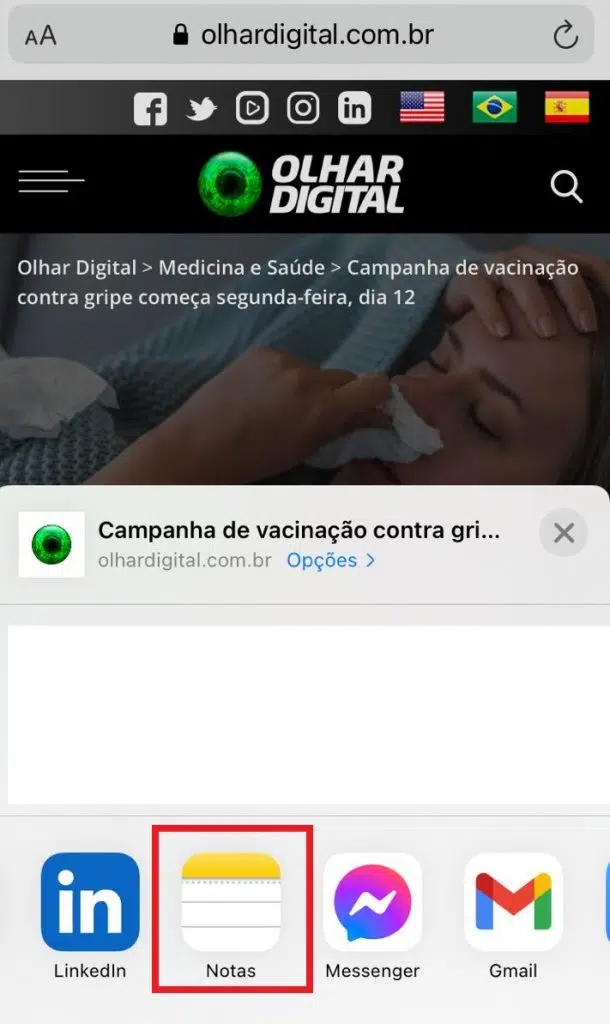 AA olhardigital.com.br
OLHAR
DIGITAL
Olhar Digital > Medicina e Saúde > Campanha de vacinação
contra gripe começa segunda-feira, dia 12
Campanha de vacinação contra gri...
olhardigital.com.br Opções >
LinkedIn Notas Messenger Gmail